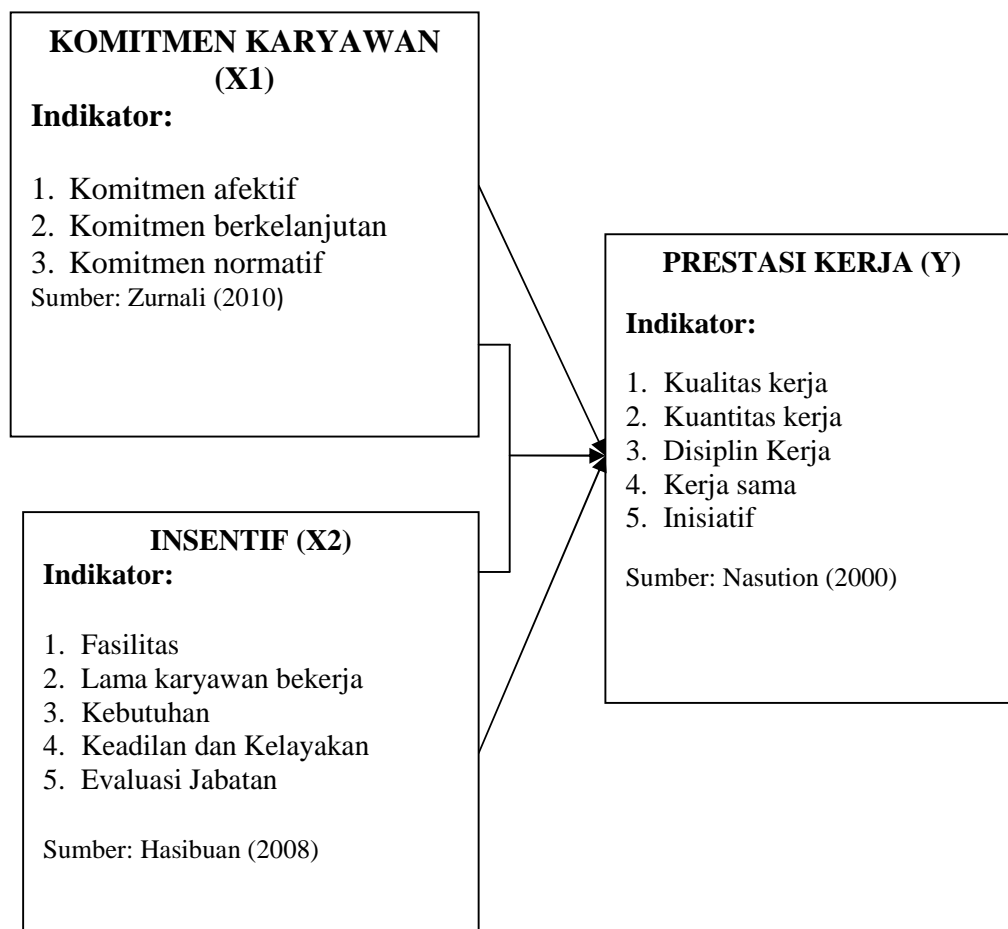 KOMITMEN KARYAWAN
(X1)
Indikator:
1. Komitmen afektif
2. Komitmen berkelanjutan
3. Komitmen normatif
Sumber: Zurnali (2010)
INSENTIF (X2)
Indikator:
1. Fasilitas
2. Lama karyawan bekerja
3. Kebutuhan
4. Keadilan dan Kelayakan
5. Evaluasi Jabatan
Sumber: Hasibuan (2008)
PRESTASI KERJA (Y)
Indikator:
1. Kualitas kerja
2. Kuantitas kerja
3. Disiplin Kerja
4. Kerja sama
5. Inisiatif
Sumber: Nasution (2000)